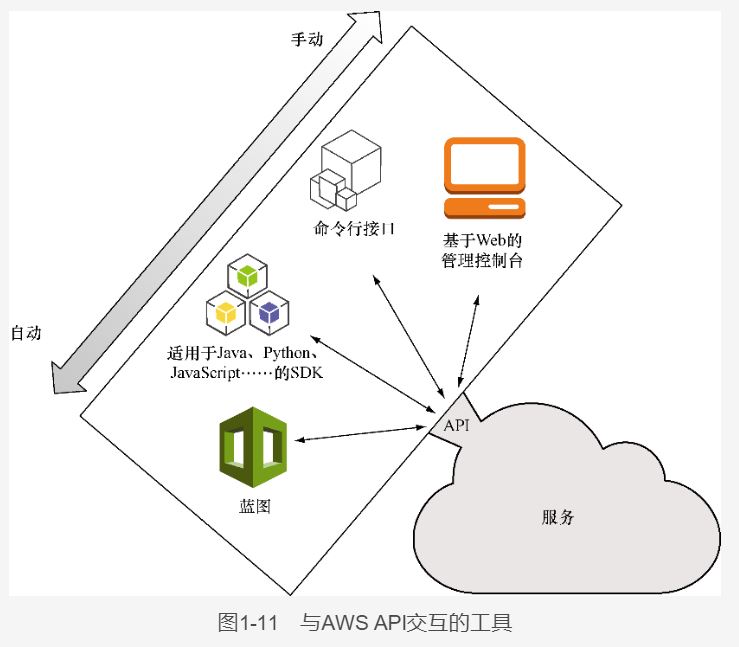 手动
命令行接口
基于Web的
管理控制台
自动
适用于Java、Python、
JavaScript……的SDK
API
蓝图
服务
图1-11　与AWS API交互的工具